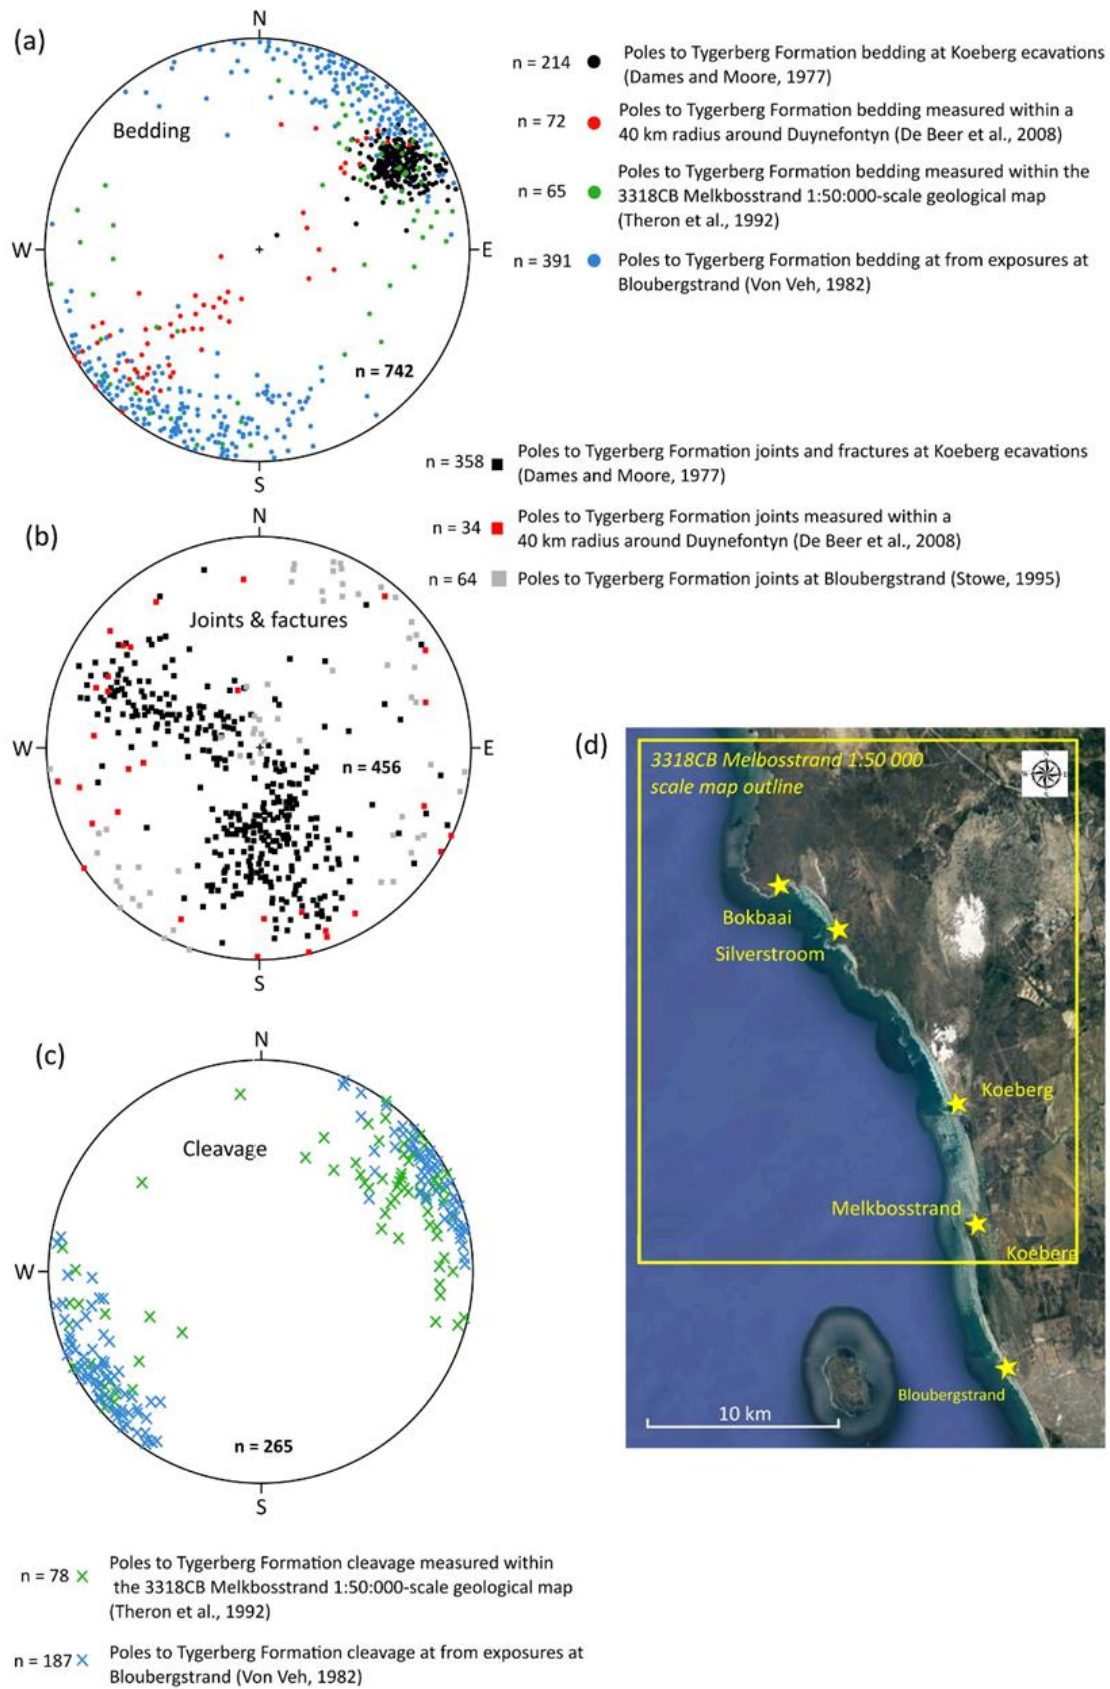 (a)
N
Bedding
W
E
S
n = 742
n = 214
Poles to Tygerberg Formation bedding at Koeberg ecavations
(Dames and Moore, 1977)
n = 72
Poles to Tygerberg Formation bedding measured within a
40 km radius around Duynefontyn (De Beer et al., 2008)
n = 65
Poles to Tygerberg Formation bedding measured within the
3318CB Melkbosstrand 1:50:000-scale geological map
(Theron et al., 1992)
n = 391
Poles to Tygerberg Formation bedding at from exposures at
Bloubergstrand (Von Veh, 1982)
n = 358
Poles to Tygerberg Formation joints and fractures at Koeberg ecavations
(Dames and Moore, 1977)
n = 34
Poles to Tygerberg Formation joints measured within a
40 km radius around Duynefontyn (De Beer et al., 2008)
n = 64
Poles to Tygerberg Formation joints at Bloubergstrand (Stowe, 1995)
(b)
N
Joints & factures
W
E
n = 456
S
(c)
N
Cleavage
W
n = 265
S
(d)
3318CB Melbosstrand 1:50 000
scale map outline
Bokbaai
Silverstroom
Koeberg
Melkbosstrand
Koeberg
Bloubergstrand
10 km
n = 78
Poles to Tygerberg Formation cleavage measured within
the 3318CB Melkbosstrand 1:50:000-scale geological map
(Theron et al., 1992)
n = 187
Poles to Tygerberg Formation cleavage at from exposures at
Bloubergstrand (Von Veh, 1982)